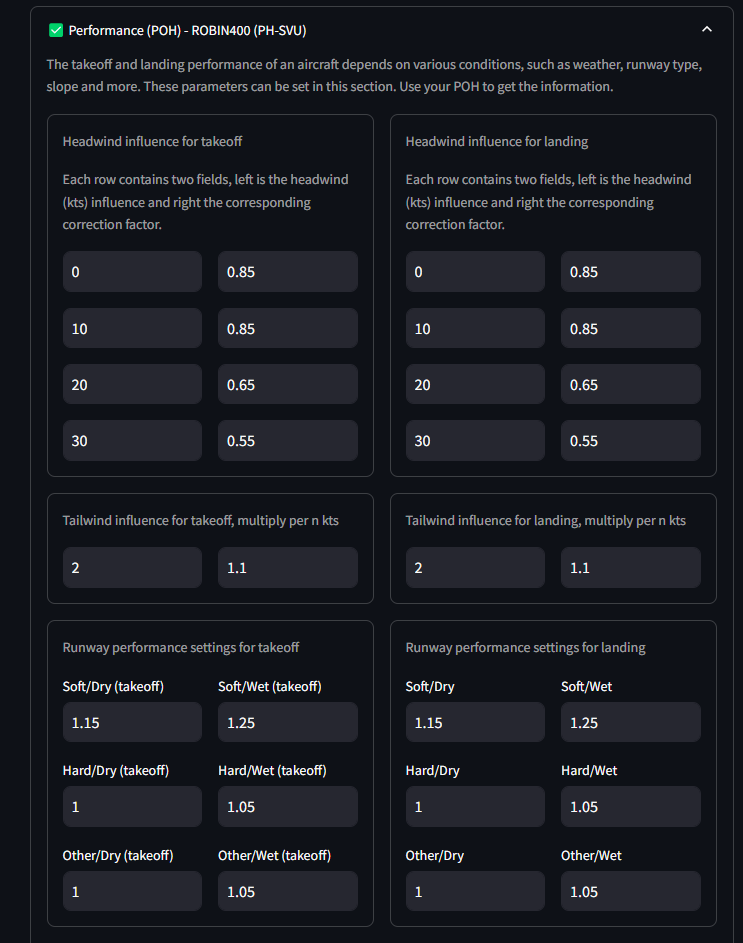 Performance (POH) - ROBIN400 (PH-SVU)
The takeoff and landing performance of an aircraft depends on various conditions, such as weather, runway type,
slope and more. These parameters can be set in this section. Use your POH to get the information.
Headwind influence for takeoff
Each row contains two fields, left is the headwind
(kts) influence and right the corresponding
correction factor.
0 0.85
10 0.85
20 0.65
30 0.55
Headwind influence for landing
Each row contains two fields, left is the headwind
(kts) influence and right the corresponding
correction factor.
0 0.85
10 0.85
20 0.65
30 0.55
Tailwind influence for takeoff, multiply per n kts
2 1.1
Tailwind influence for landing, multiply per n kts
2 1.1
Runway performance settings for takeoff
Soft/Dry (takeoff) Soft/Wet (takeoff)
1.15 1.25
Hard/Dry (takeoff) Hard/Wet (takeoff)
1 1.05
Other/Dry (takeoff) Other/Wet (takeoff)
1 1.05
Runway performance settings for landing
Soft/Dry Soft/Wet
1.15 1.25
Hard/Dry Hard/Wet
1 1.05
Other/Dry Other/Wet
1 1.05